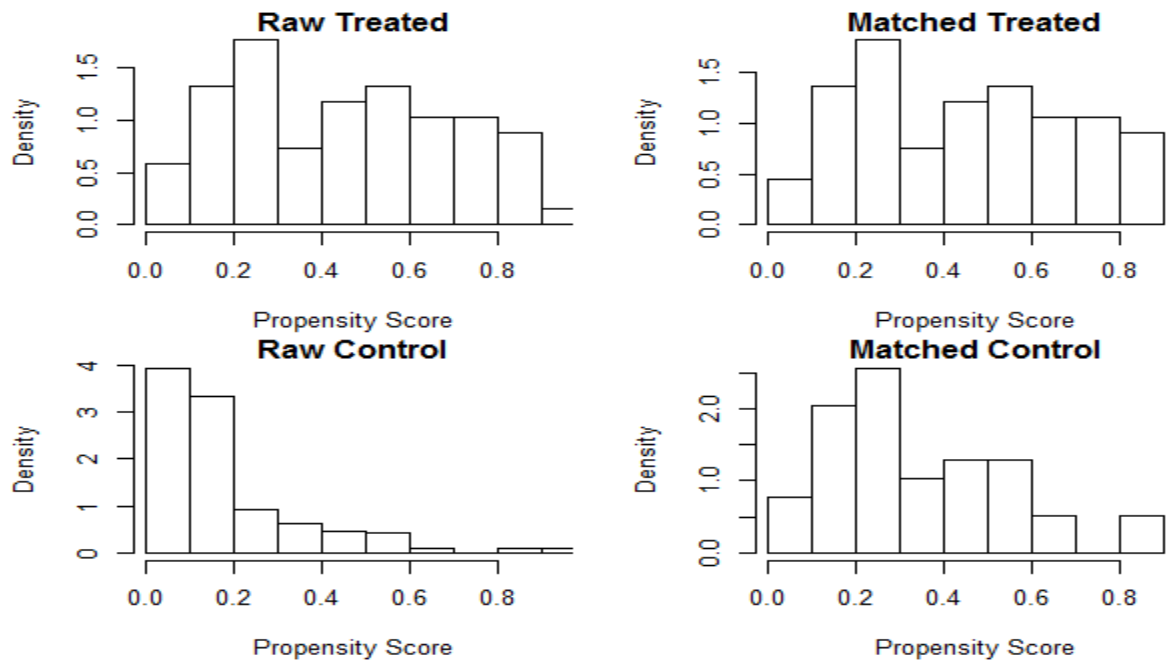 Raw Treated
Density
0.0 0.5 1.0 1.5
0.0 0.2 0.4 0.6 0.8
Propensity Score
Matched Treated
Density
0.0 0.5 1.0 1.5
0.0 0.2 0.4 0.6 0.8
Propensity Score
Raw Control
Density
0 1 2 3 4
0.0 0.2 0.4 0.6 0.8
Propensity Score
Matched Control
Density
0.0 1.0 2.0
0.0 0.2 0.4 0.6 0.8
Propensity Score